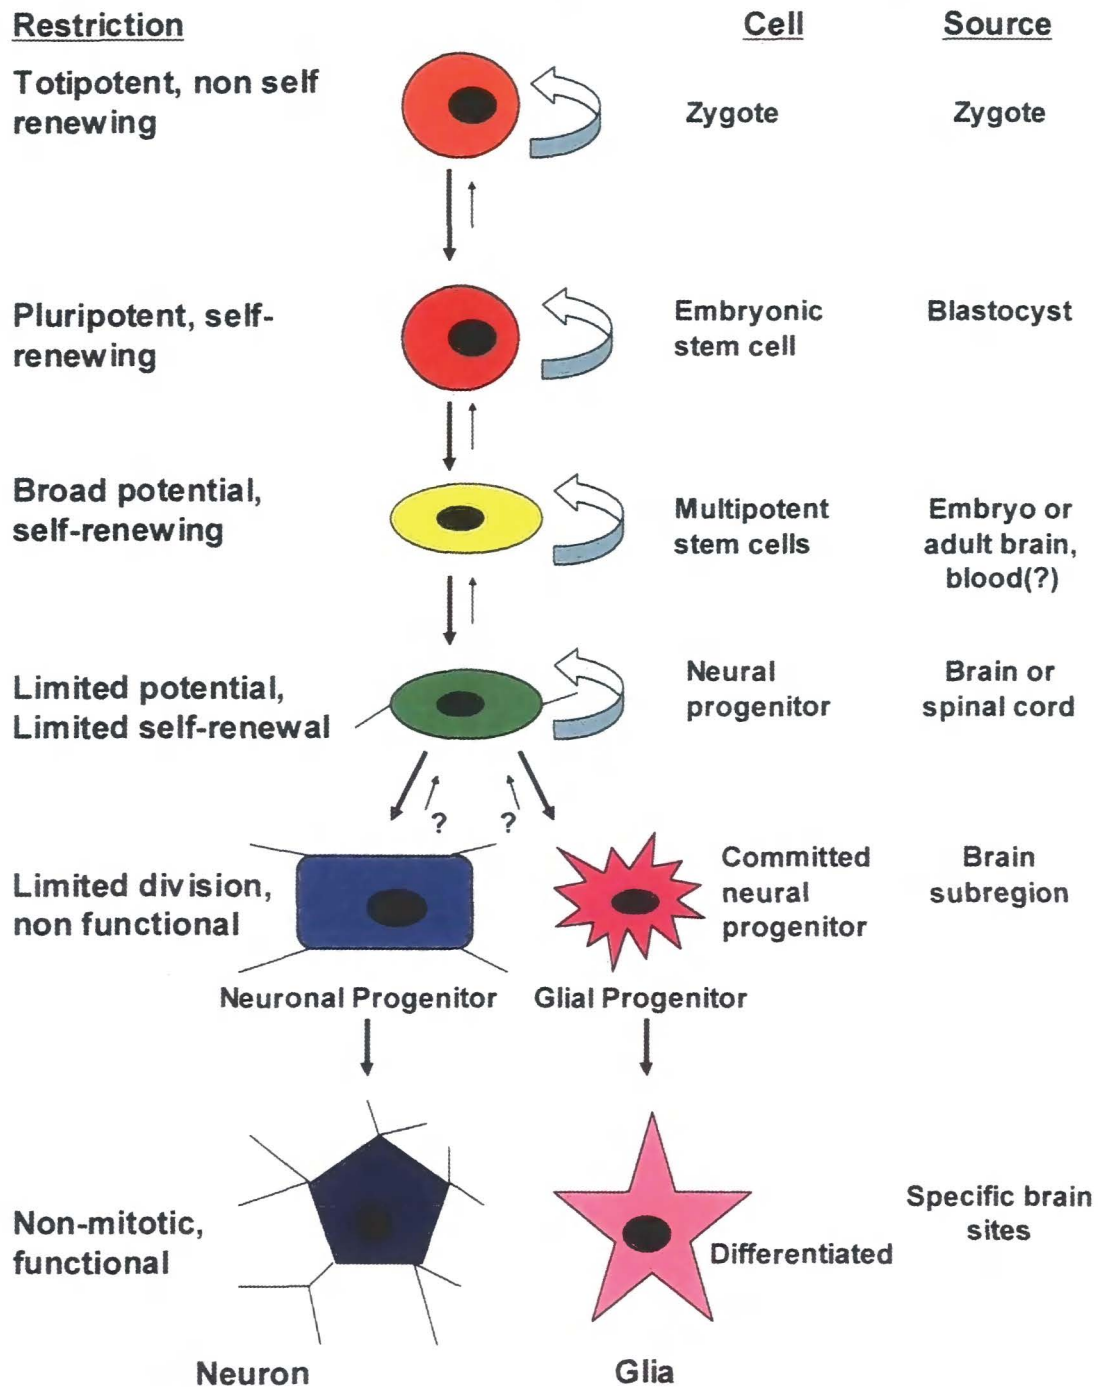 Restriction Cell Source
Totipotent, non self
renewing
Zygote Zygote
Pluripotent, self-
renewing
Embryonic
stem cell
Blastocyst
Broad potential,
self-renewing
Multipotent
stem cells
Embryo or
adult brain,
blood(?)
Limited potential,
Limited self-renewal
Neural
progenitor
Brain or
spinal cord
? ?
Limited division,
non functional
Committed
neural
progenitor
Brain
subregion
Neuronal Progenitor Glial Progenitor
Non-mitotic,
functional
Differentiated
Specific brain
sites
Neuron Glia